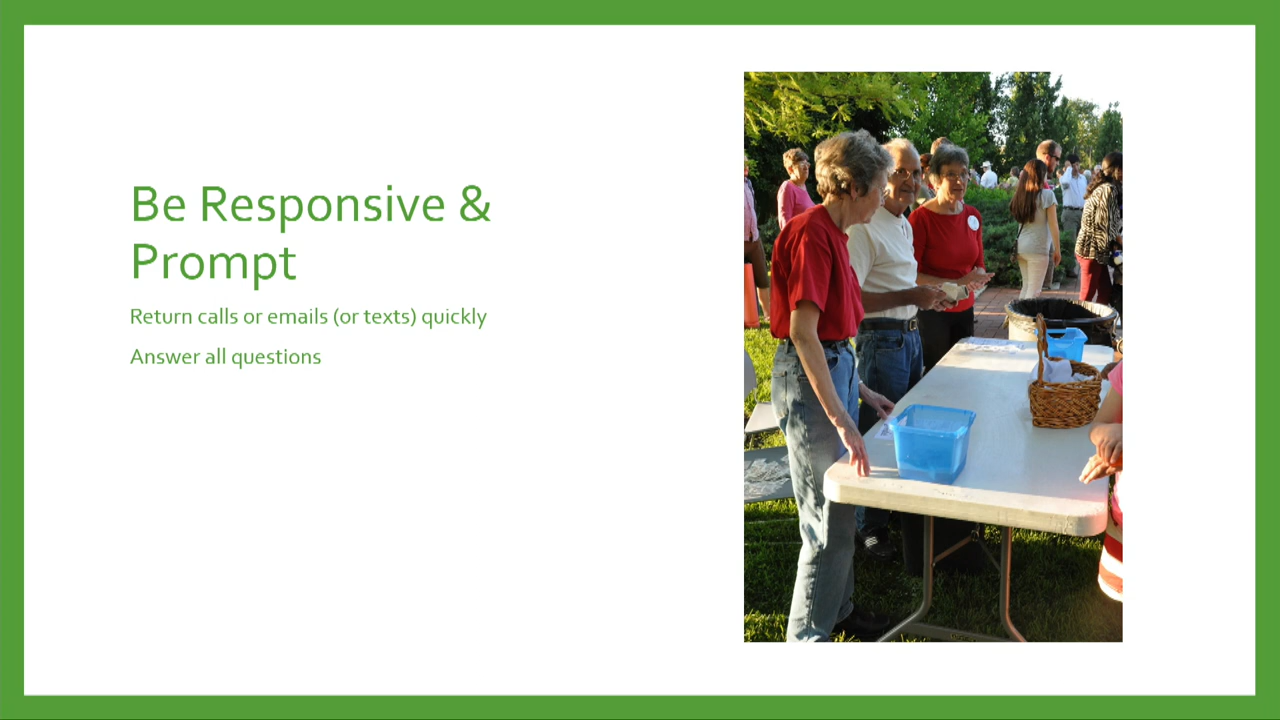 Be Responsive &
Prompt
Return calls or emails (or texts) quickly
Answer all questions